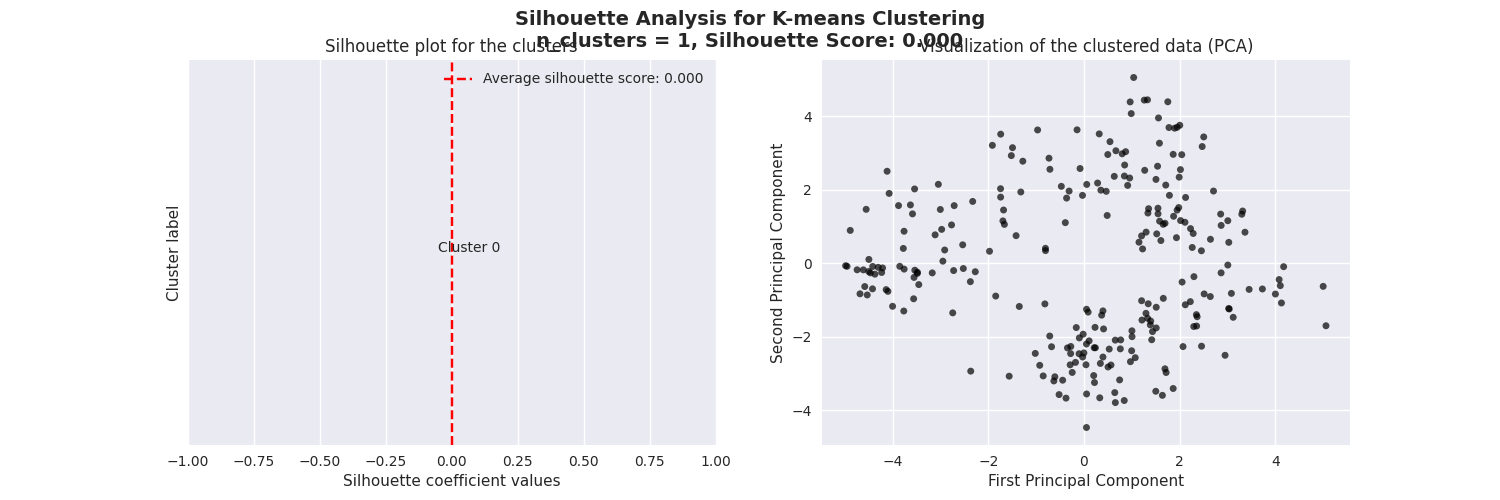 Silhouette Analysis for K-means Clustering
n_clusters = 1, Silhouette Score: 0.000
Silhouette plot for the clusters
Average silhouette score: 0.000
Cluster 0
Cluster label
−1.00 −0.75 −0.50 −0.25 0.00 0.25 0.50 0.75 1.00
Silhouette coefficient values
Visualization of the clustered data (PCA)
Second Principal Component
4
2
0
−2
−4
−4 −2 0 2 4
First Principal Component